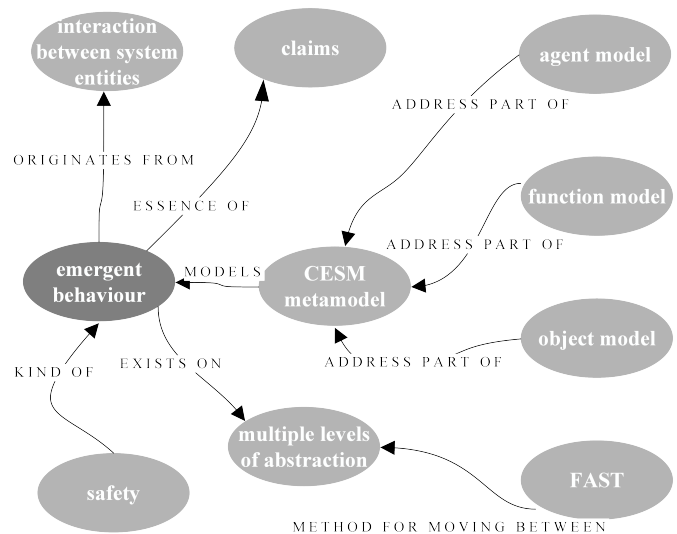 interaction
between system
entities
claims
agent model
ADDRESS PART OF
ORIGINATES FROM
ESSENCE OF
function model
ADDRESS PART OF
emergent
behaviour
MODELS
CESM
metamodel
object model
ADDRESS PART OF
KIND OF
EXISTS ON
multiple levels
of abstraction
safety
FAST
METHOD FOR MOVING BETWEEN